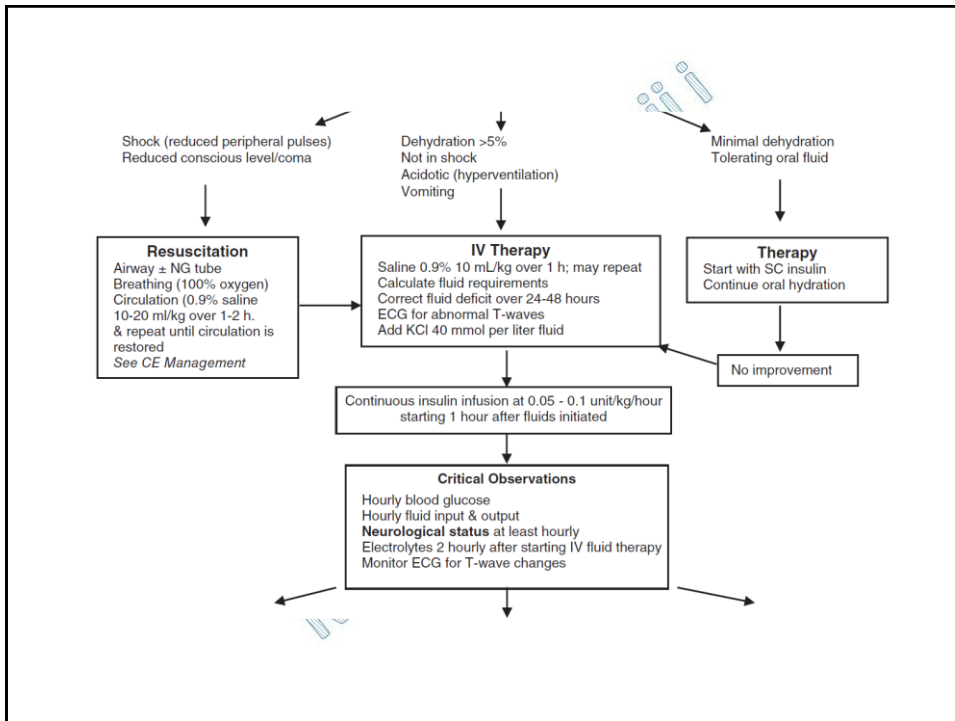 Shock (reduced peripheral pulses)
Reduced conscious level/coma
Dehydration >5%
Not in shock
Acidotic (hyperventilation)
Vomiting
Minimal dehydration
Tolerating oral fluid
Resuscitation
Airway ± NG tube
Breathing (100% oxygen)
Circulation (0.9% saline
10-20 ml/kg over 1-2 h.
& repeat until circulation is
restored
See CE Management
IV Therapy
Saline 0.9% 10 mL/kg over 1 h; may repeat
Calculate fluid requirements
Correct fluid deficit over 24-48 hours
ECG for abnormal T-waves
Add KCl 40 mmol per liter fluid
Therapy
Start with SC insulin
Continue oral hydration
No improvement
Continuous insulin infusion at 0.05 - 0.1 unit/kg/hour
starting 1 hour after fluids initiated
Critical Observations
Hourly blood glucose
Hourly fluid input & output
Neurological status at least hourly
Electrolytes 2 hourly after starting IV fluid therapy
Monitor ECG for T-wave changes